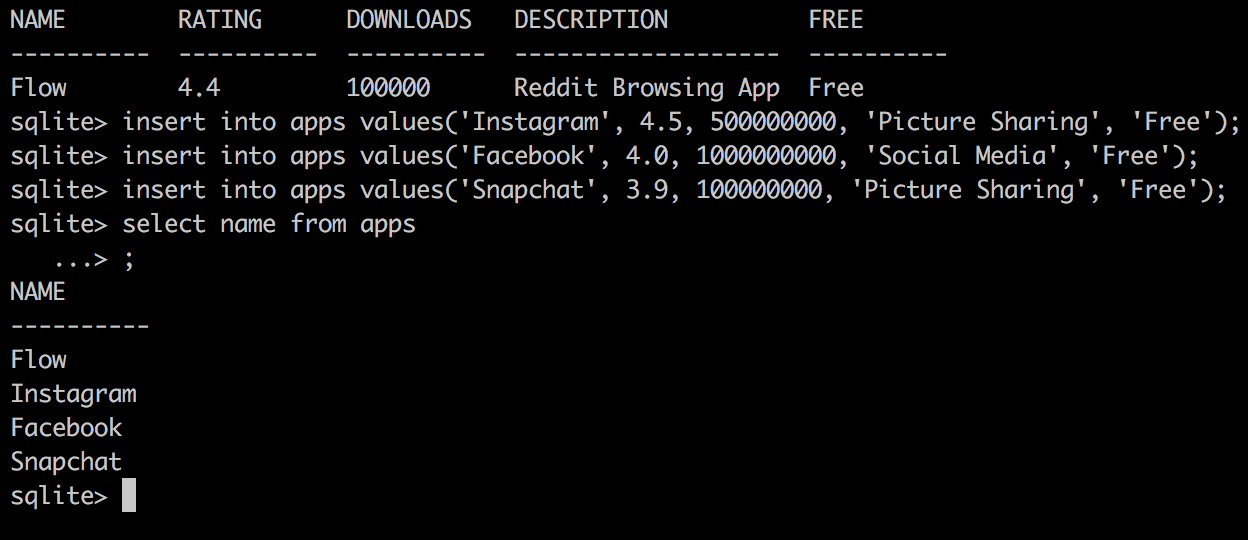 NAME        RATING      DOWNLOADS   DESCRIPTION          FREE
----------  ----------  ----------  -------------------  ----------
Flow        4.4         100000      Reddit Browsing App  Free
sqlite> insert into apps values('Instagram', 4.5, 500000000, 'Picture Sharing', 'Free');
sqlite> insert into apps values('Facebook', 4.0, 1000000000, 'Social Media', 'Free');
sqlite> insert into apps values('Snapchat', 3.9, 100000000, 'Picture Sharing', 'Free');
sqlite> select name from apps
   ...> ;
NAME
----------
Flow
Instagram
Facebook
Snapchat
sqlite>